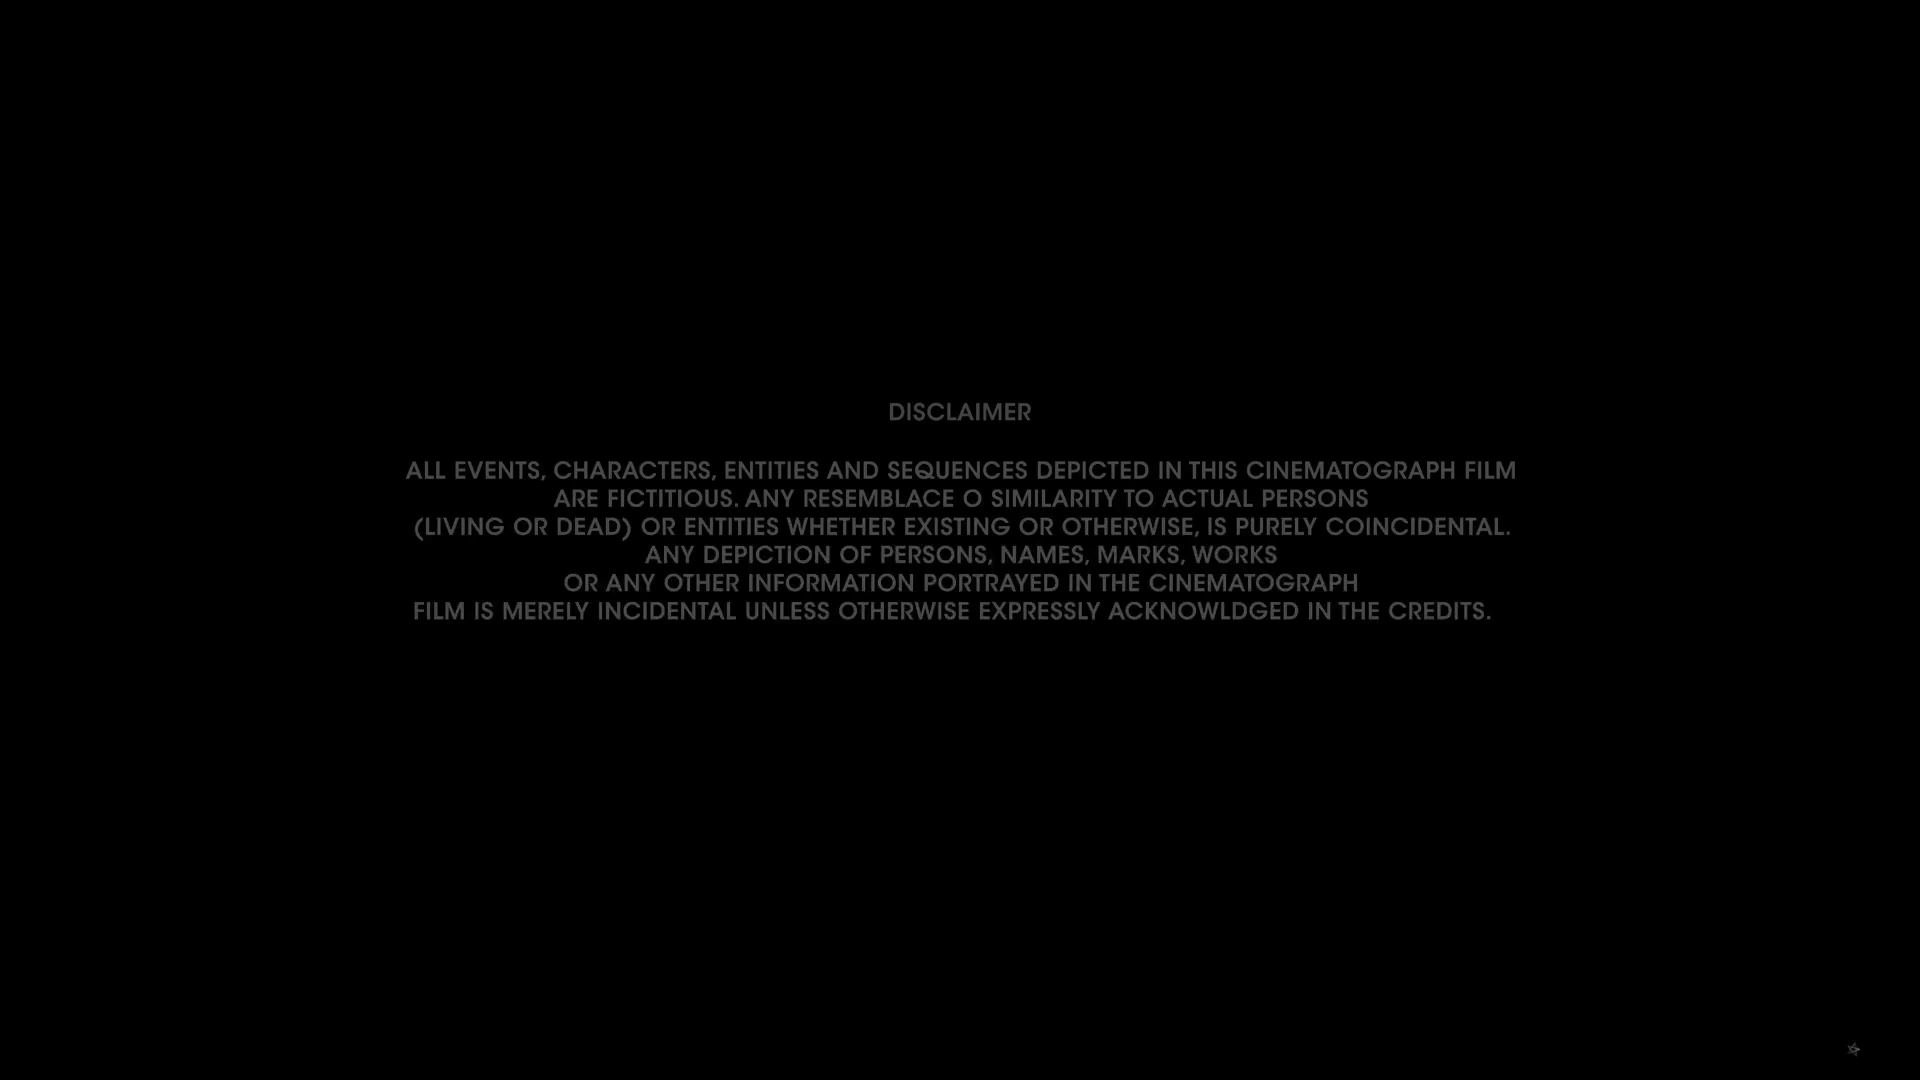 DISCLAIMER
ALL EVENTS, CHARACTERS, ENTITIES AND SEQUENCES DEPICTED IN THIS CINEMATOGRAPH FILM
ARE FICTITIOUS. ANY RESEMBLACE O SIMILARITY TO ACTUAL PERSONS
(LIVING OR DEAD) OR ENTITIES WHETHER EXISTING OR OTHERWISE, IS PURELY COINCIDENTAL.
ANY DEPICTION OF PERSONS, NAMES, MARKS, WORKS
OR ANY OTHER INFORMATION PORTRAYED IN THE CINEMATOGRAPH
FILM IS MERELY INCIDENTAL UNLESS OTHERWISE EXPRESSLY ACKNOWLDGED IN THE CREDITS.